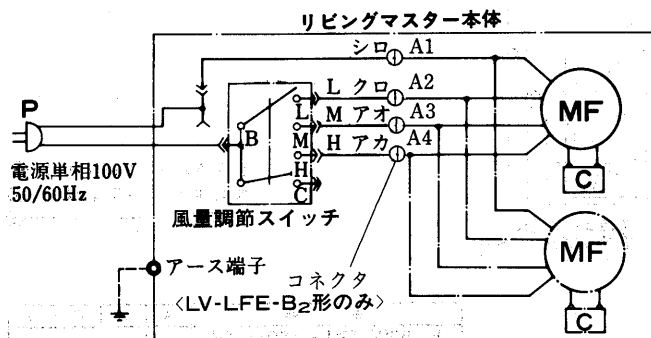 リビングマスター本体
シロ A1
L クロ A2
M アオ A3
H アカ A4
P
電源単相100V
50/60Hz
B
L
M
H
C
風量調節スイッチ
MF
C
MF
C
アース端子
コネクタ
〈LV-LFE-B₂形のみ〉